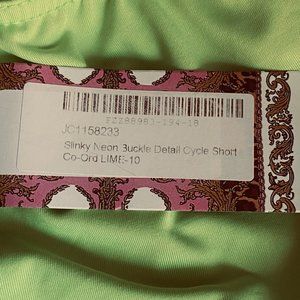 FZZ88983-194-18
JC1158233
Slinky Neon Buckle Detail Cycle Short
Co-Ord LIME-10